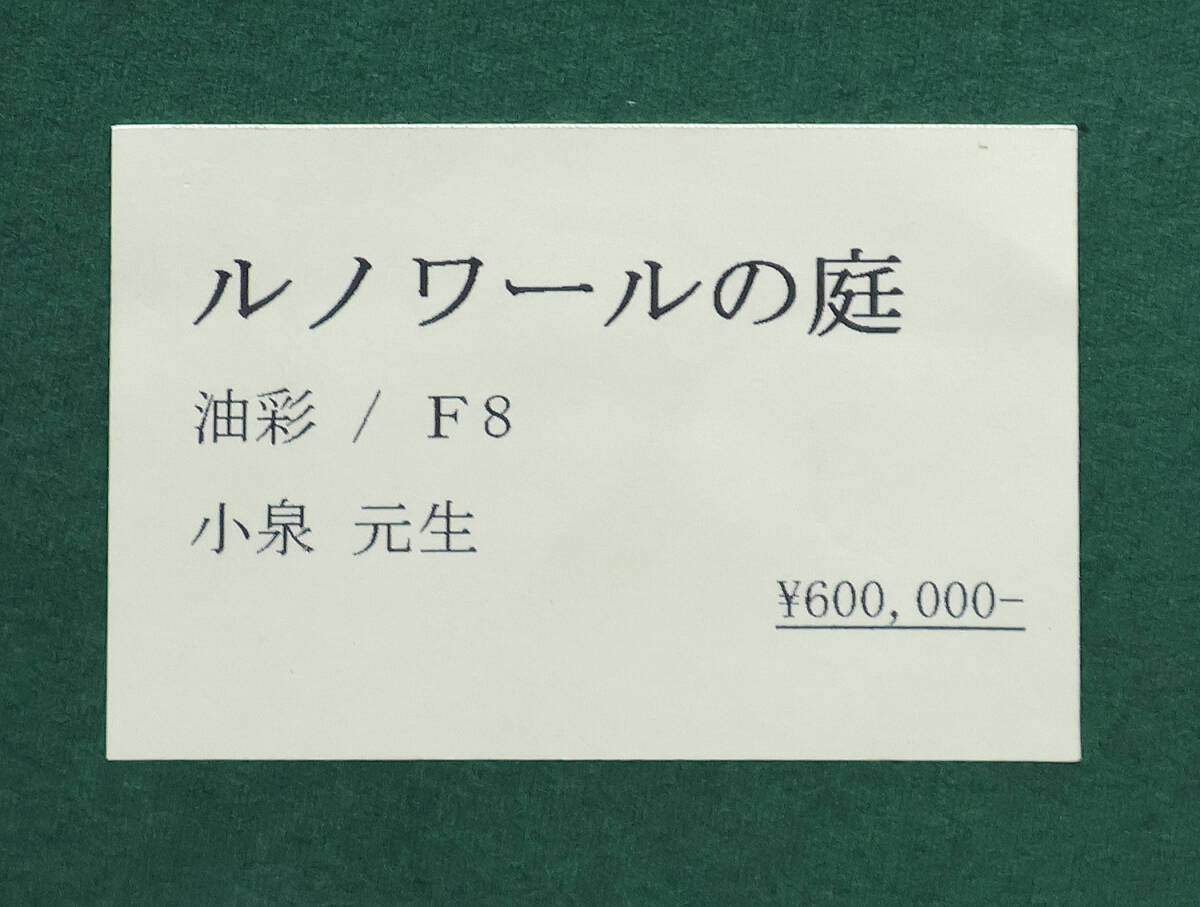 ルノワールの庭
油彩 / F8
小泉 元生
¥600,000-